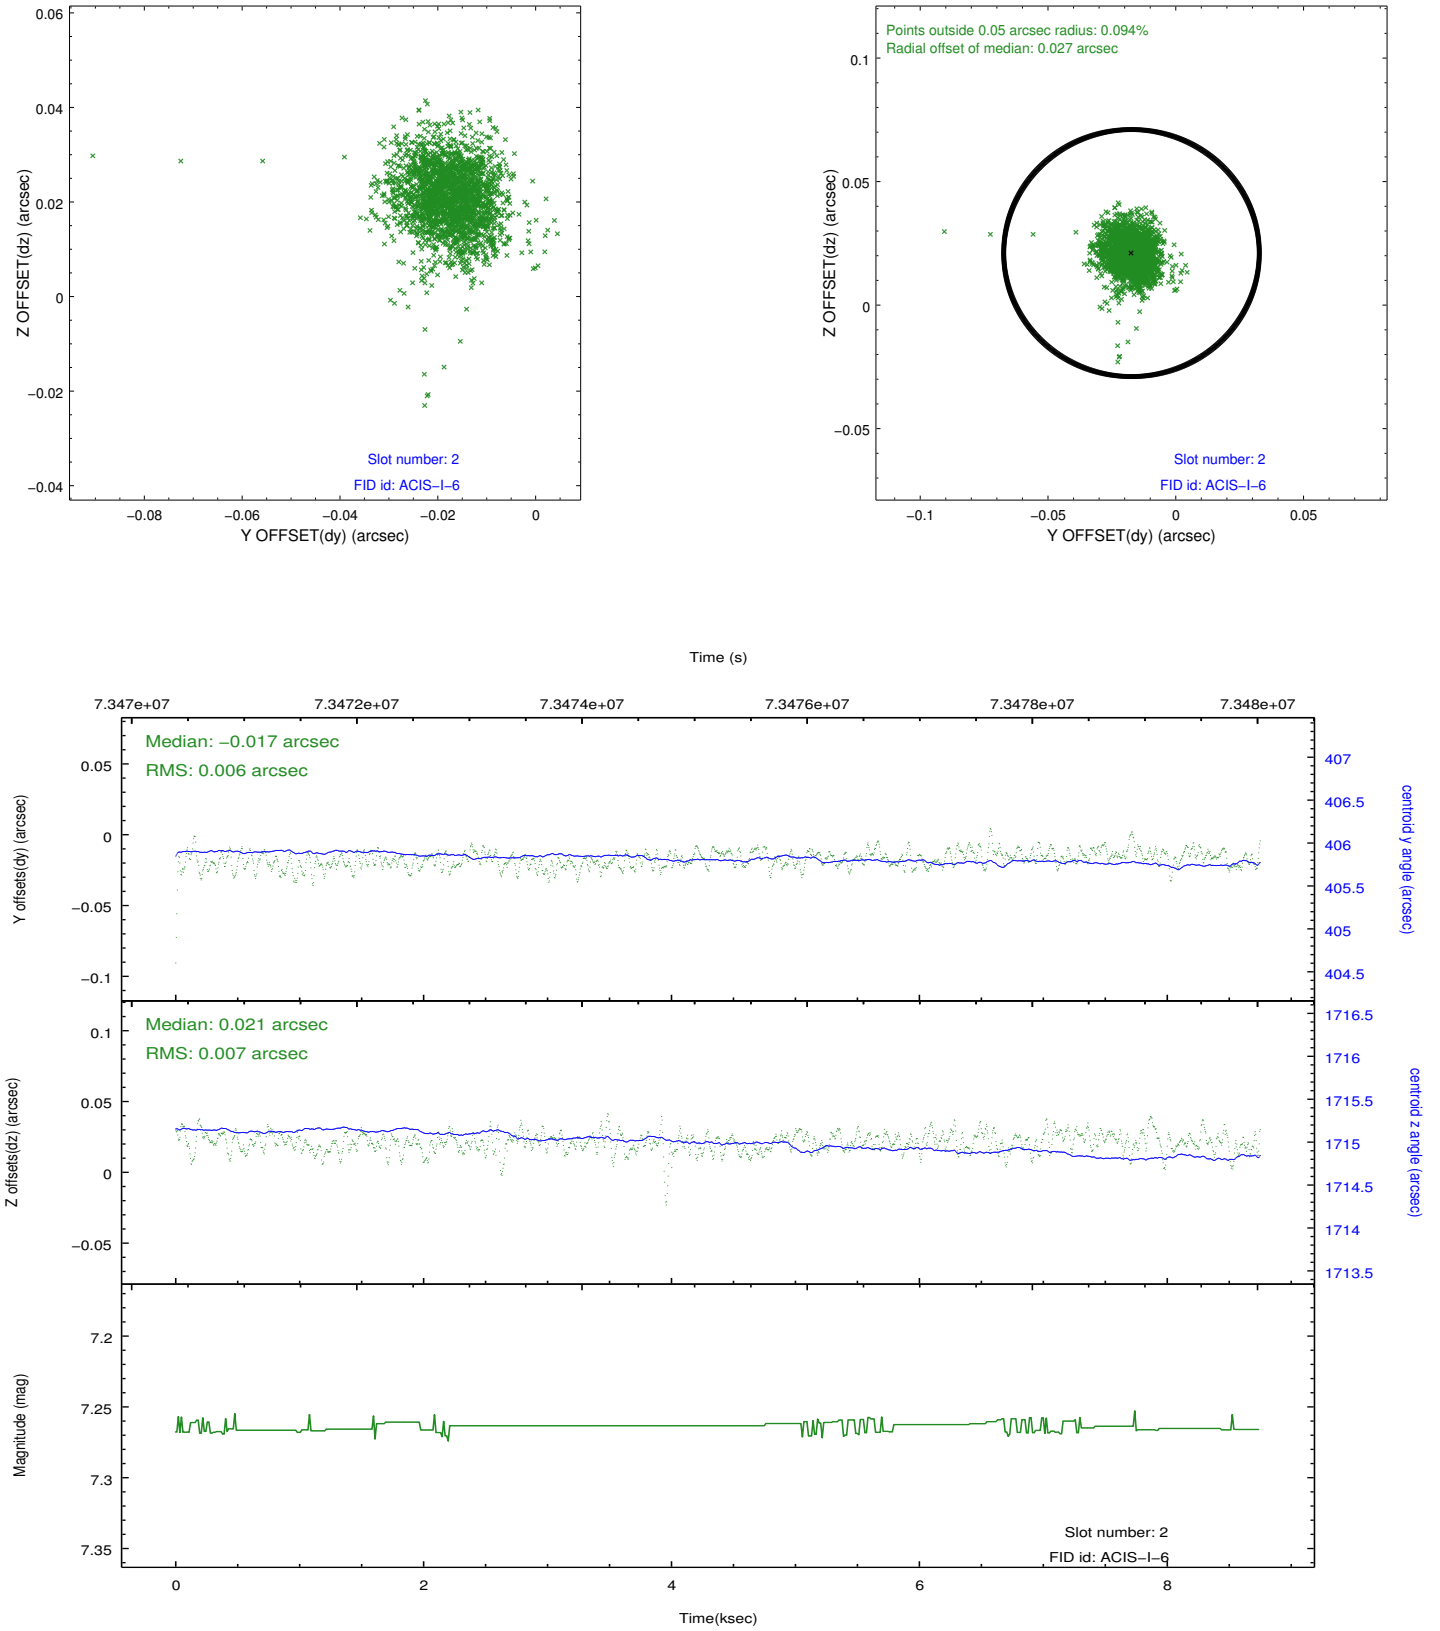 0.06
0.04
0.02
0
−0.02
−0.04
Z OFFSET(dz) (arcsec)
Slot number: 2
FID id: ACIS−I−6
−0.08
−0.06
−0.04
−0.02
0
Y OFFSET(dy) (arcsec)
Points outside 0.05 arcsec radius: 0.094%
Radial offset of median: 0.027 arcsec
0.1
0.05
0
−0.05
Z OFFSET(dz) (arcsec)
Slot number: 2
FID id: ACIS−I−6
−0.1
−0.05
0
0.05
Y OFFSET(dy) (arcsec)
Time (s)
7.347e+07
7.3472e+07
7.3474e+07
7.3476e+07
7.3478e+07
7.348e+07
Median: −0.017 arcsec
RMS: 0.006 arcsec
0.05
0
−0.05
−0.1
Y offsets(dy) (arcsec)
407
406.5
406
405.5
405
404.5
centroid y angle (arcsec)
Median: 0.021 arcsec
RMS: 0.007 arcsec
0.1
0.05
0
−0.05
Z offsets(dz) (arcsec)
1716.5
1716
1715.5
1715
1714.5
1714
1713.5
centroid z angle (arcsec)
7.2
7.25
7.3
7.35
Magnitude (mag)
Slot number: 2
FID id: ACIS−I−6
0
2
4
6
8
Time(ksec)